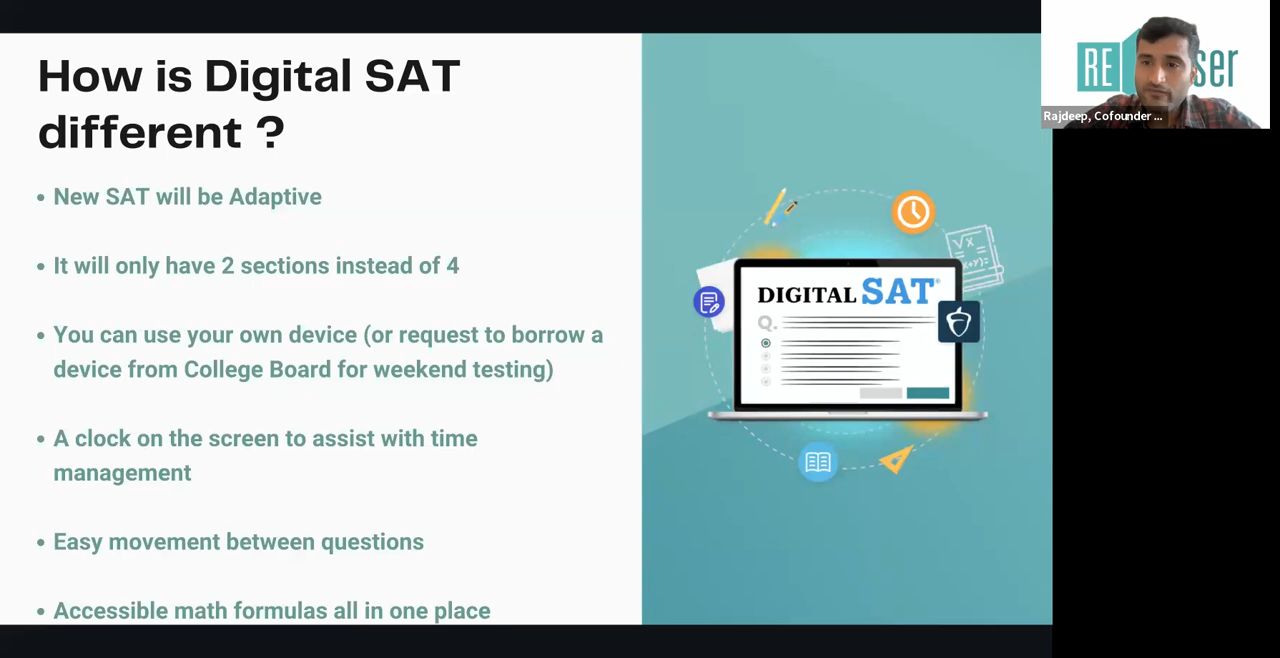 How is Digital SAT
different ?
• New SAT will be Adaptive
• It will only have 2 sections instead of 4
• You can use your own device (or request to borrow a
device from College Board for weekend testing)
• A clock on the screen to assist with time
management
• Easy movement between questions
• Accessible math formulas all in one place
DIGITAL SAT®
Q.
√x
RE
ser
Rajdeep, Cofounder ...